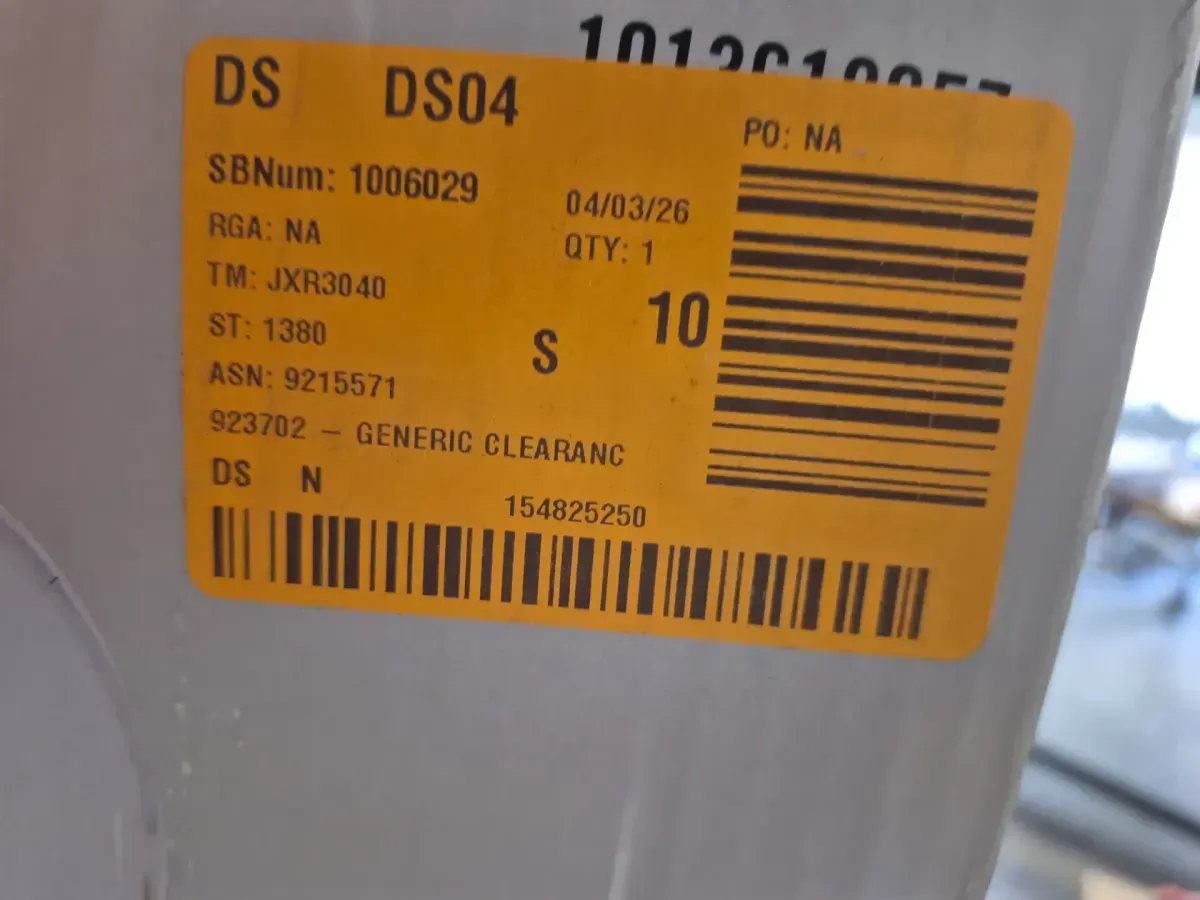 DS DS04
PO: NA
SBNum: 1006029
04/03/26
RGA: NA
QTY: 1
TM: JXR3040
10
ST: 1380
S
ASN: 9215571
923702 – GENERIC CLEARANC
DS N
154825250